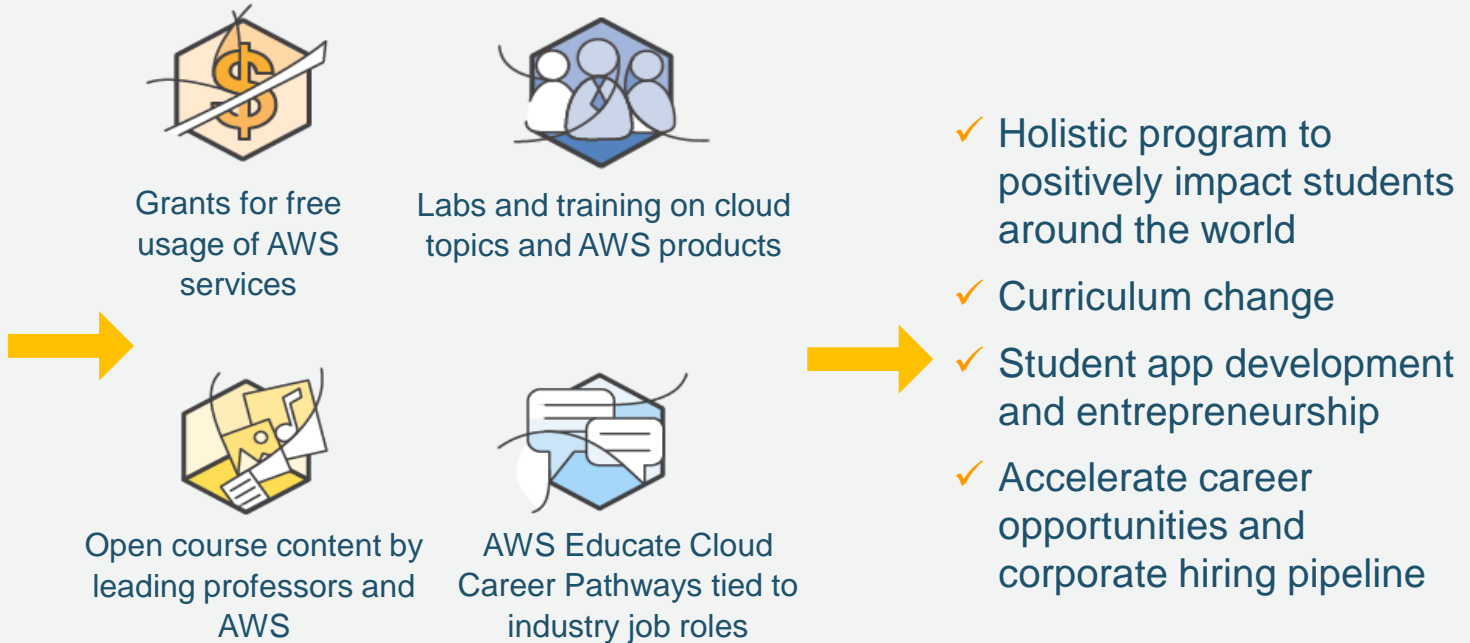 $
Grants for free
usage of AWS
services
Labs and training on cloud
topics and AWS products
Open course content by
leading professors and
AWS
AWS Educate Cloud
Career Pathways tied to
industry job roles
✓ Holistic program to
positively impact students
around the world
✓ Curriculum change
✓ Student app development
and entrepreneurship
✓ Accelerate career
opportunities and
corporate hiring pipeline